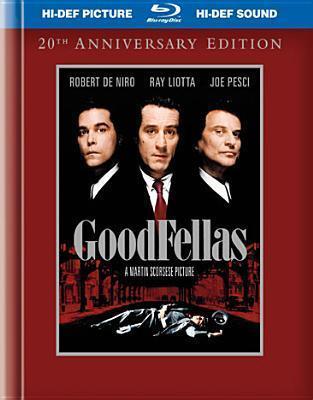 HI-DEF PICTURE Blu-ray Disc HI-DEF SOUND
20TH ANNIVERSARY EDITION
ROBERT DE NIRO RAY LIOTTA JOE PESCI
GOODFELLAS
A MARTIN SCORSESE PICTURE